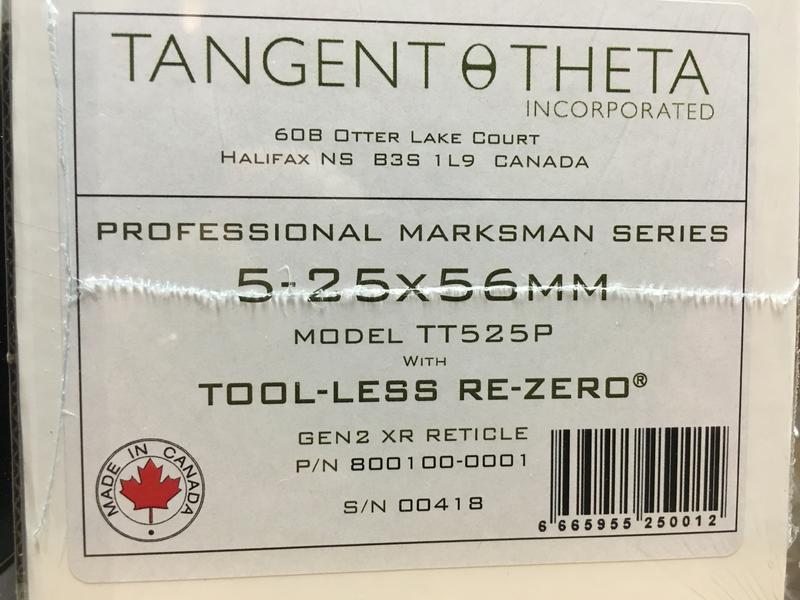 TANGENT θ THETA
INCORPORATED
60B OTTER LAKE COURT
HALIFAX NS B3S 1L9 CANADA
PROFESSIONAL MARKSMAN SERIES
5-25x56MM
MODEL TT525P
WITH
TOOL-LESS RE-ZERO®
GEN2 XR RETICLE
P/N 800100-0001
S/N 00418
MADE IN CANADA
6 665955 250012